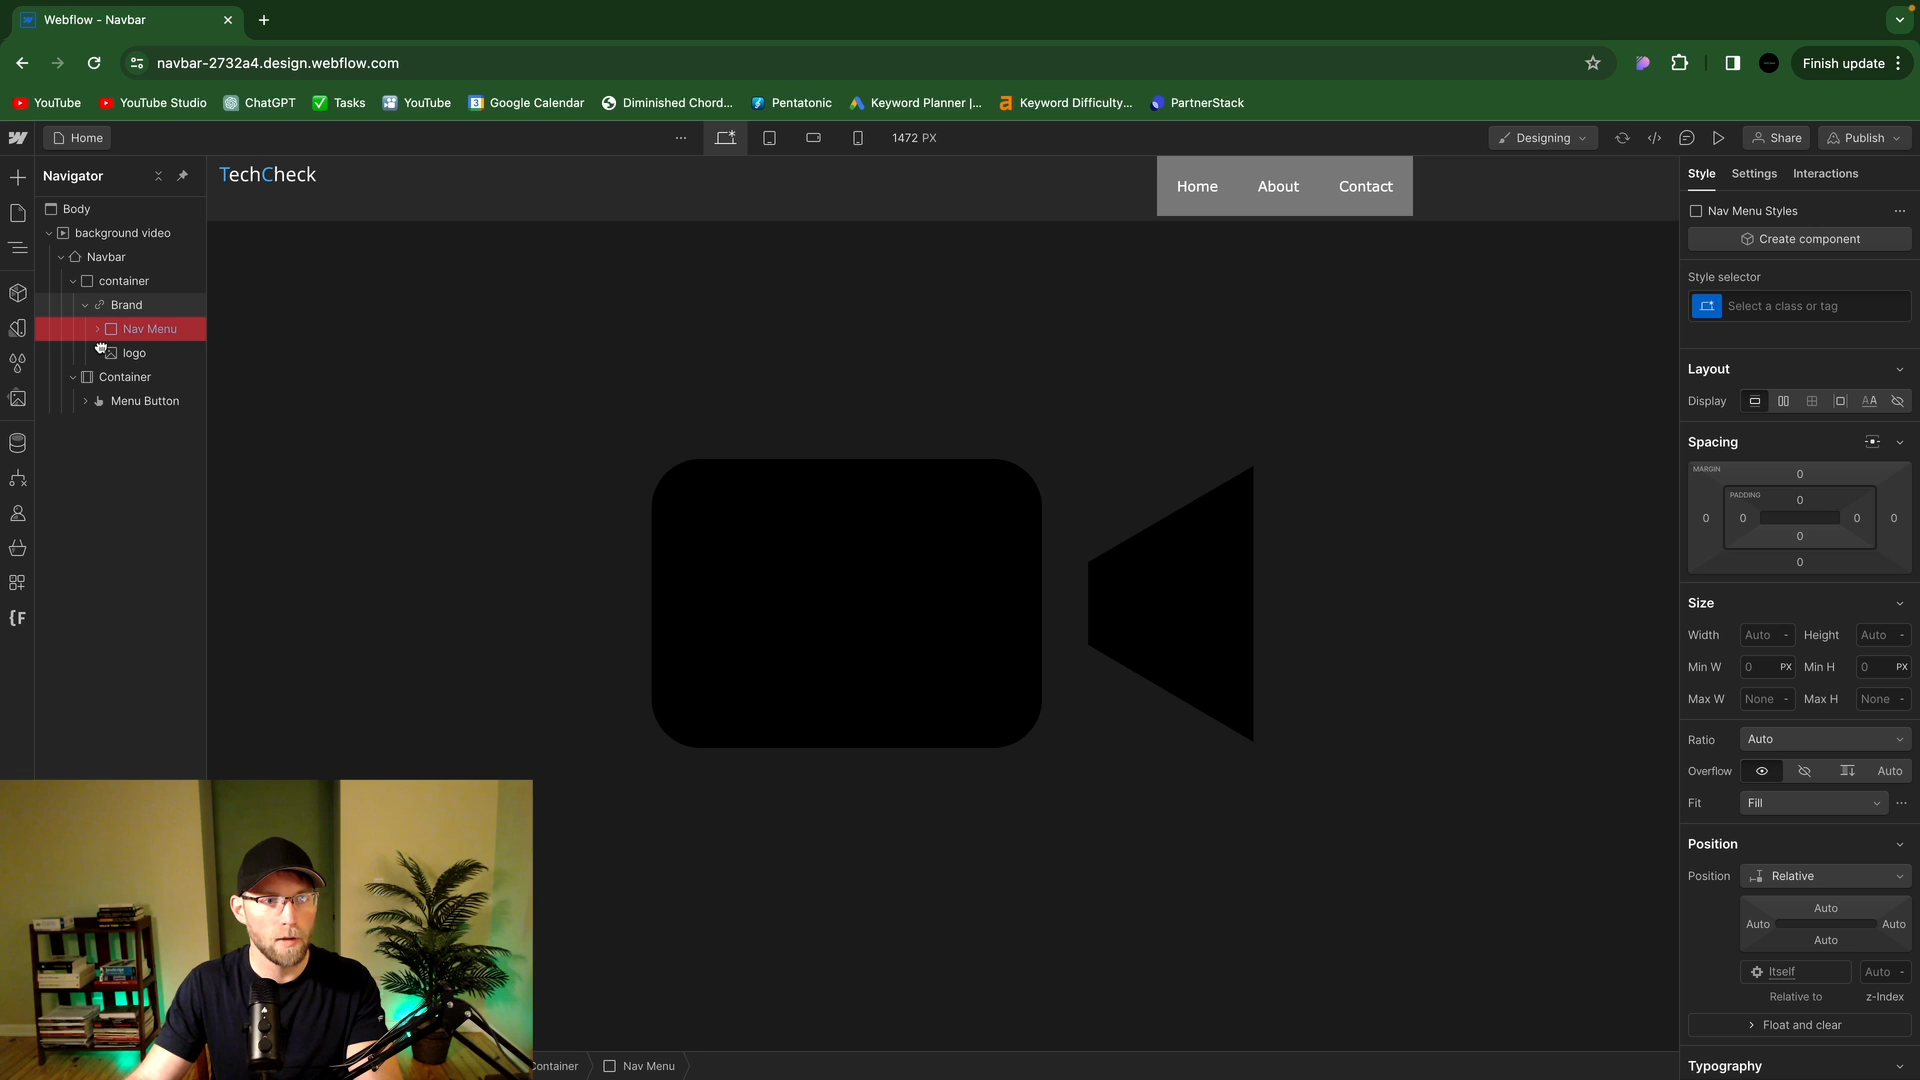 Webflow - Navbar
navbar-2732a4.design.webflow.com
Finish update
YouTube
YouTube Studio
ChatGPT
Tasks
YouTube
Google Calendar
Diminished Chord...
Pentatonic
Keyword Planner |...
Keyword Difficulty...
PartnerStack
Home
1472 PX
Designing
Share
Publish
Navigator
Body
background video
Navbar
container
Brand
Nav Menu
logo
Container
Menu Button
TechCheck
Home
About
Contact
Style
Settings
Interactions
Nav Menu Styles
Create component
Style selector
Select a class or tag
Layout
Display
Spacing
MARGIN
0
PADDING
0
0 0 0 0
0
0
Size
Width Auto - Height Auto -
Min W 0 PX Min H 0 PX
Max W None - Max H None -
Ratio Auto
Overflow Auto
Fit Fill
Position
Position Relative
Auto
Auto Auto
Auto
Itself Auto -
Relative to z-Index
Float and clear
Typography
Container
Nav Menu